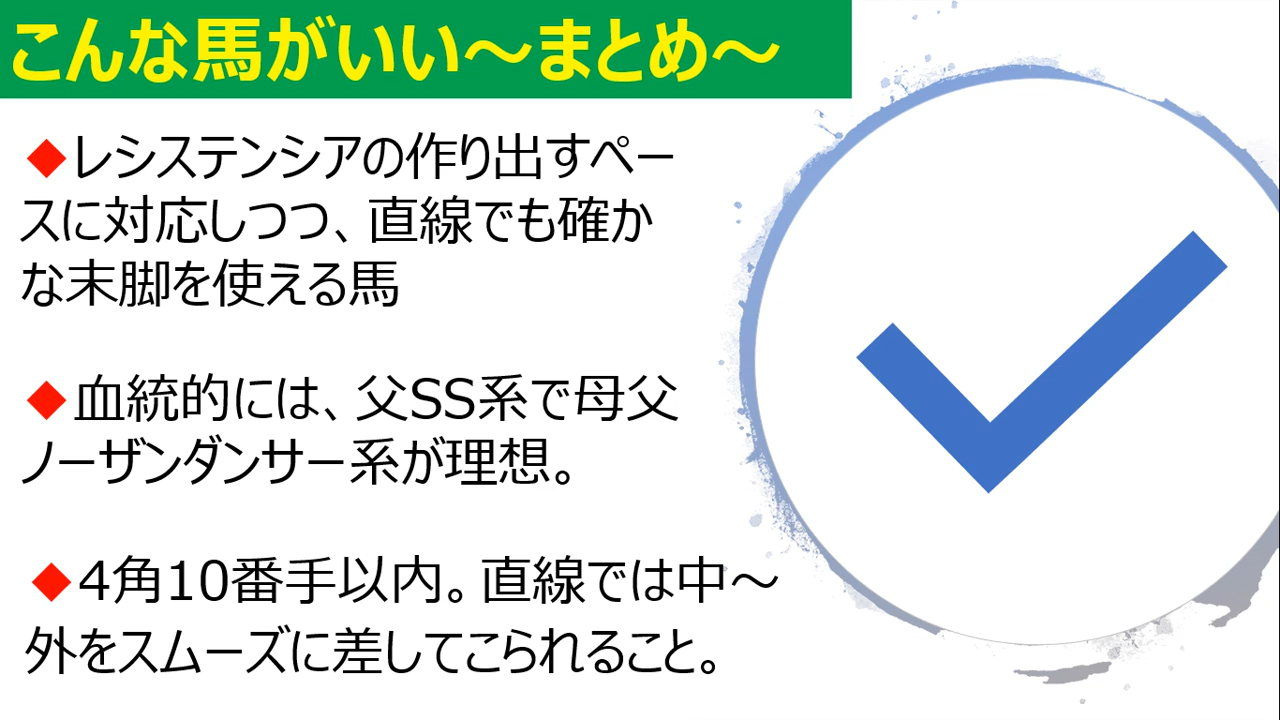 こんな馬がいい～まとめ～
◆レシステンシアの作り出すペー
スに対応しつつ、直線でも確か
な末脚を使える馬
◆血統的には、父SS系で母父
ノーザンダンサー系が理想。
◆4角10番手以内。直線では中～
外をスムーズに差してこられること。